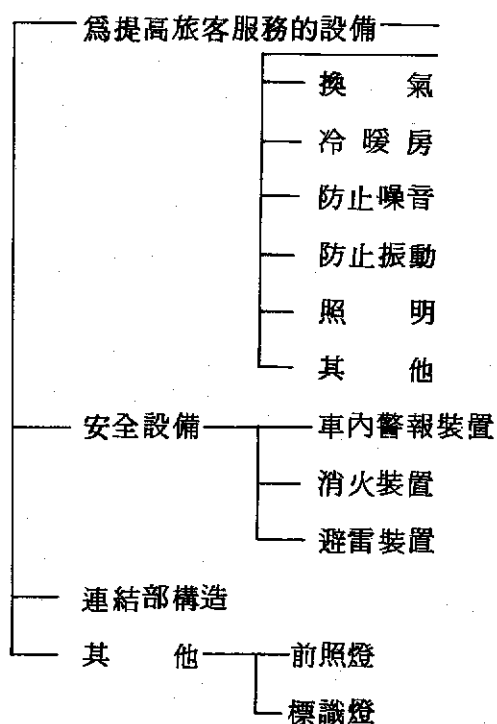 爲提高旅客服務的設備
換氣
冷暖房
防止噪音
防止振動
照明
其他
安全設備
車內警報裝置
消火裝置
避雷裝置
連結部構造
其他
前照燈
標識燈